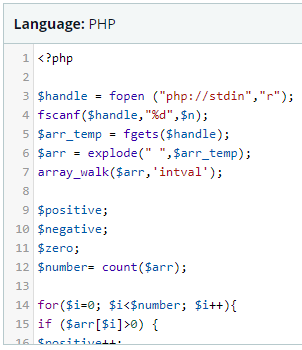 Language: PHP
1 <?php
2
3 $handle = fopen ("php://stdin","r");
4 fscanf($handle,"%d",$n);
5 $arr_temp = fgets($handle);
6 $arr = explode(" ",$arr_temp);
7 array_walk($arr,'intval');
8
9 $positive;
10 $negative;
11 $zero;
12 $number= count($arr);
13
14 for($i=0; $i<$number; $i++){
15 if ($arr[$i]>0) {
16 $positive++;